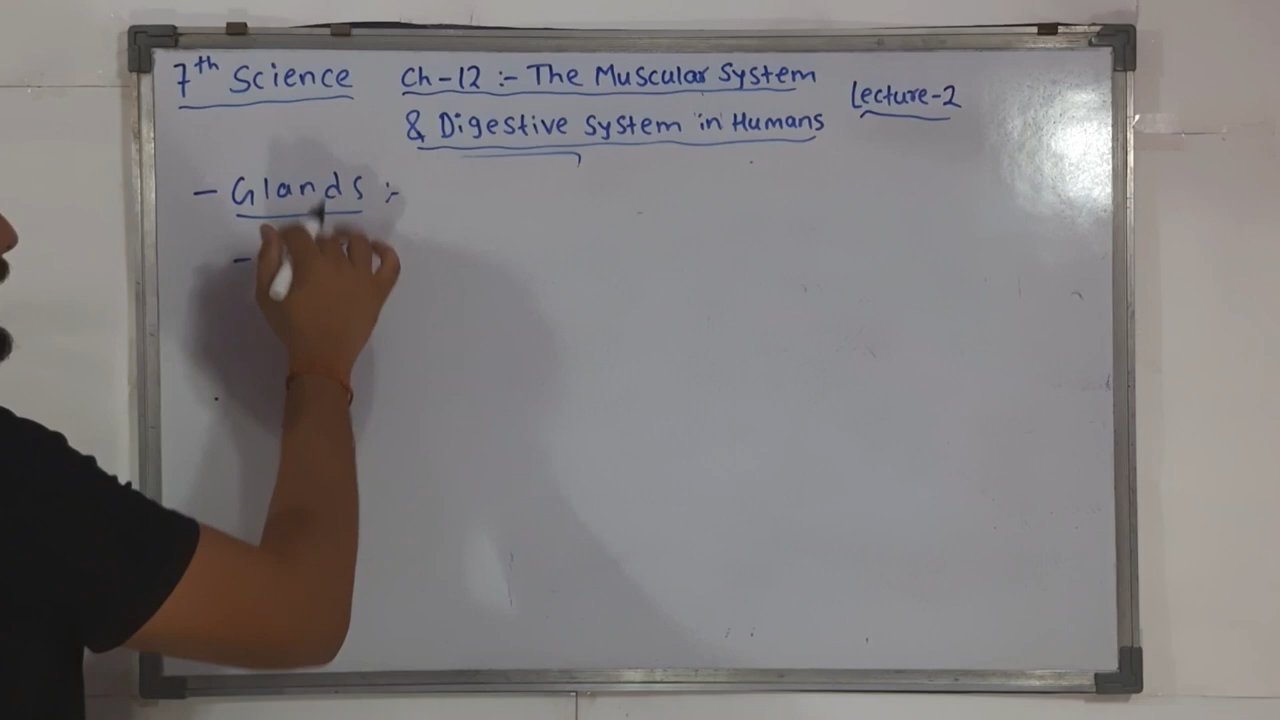 7th Science Ch-12 :- The Muscular System
& Digestive System in Humans
Lecture-2
- Glands :-
-